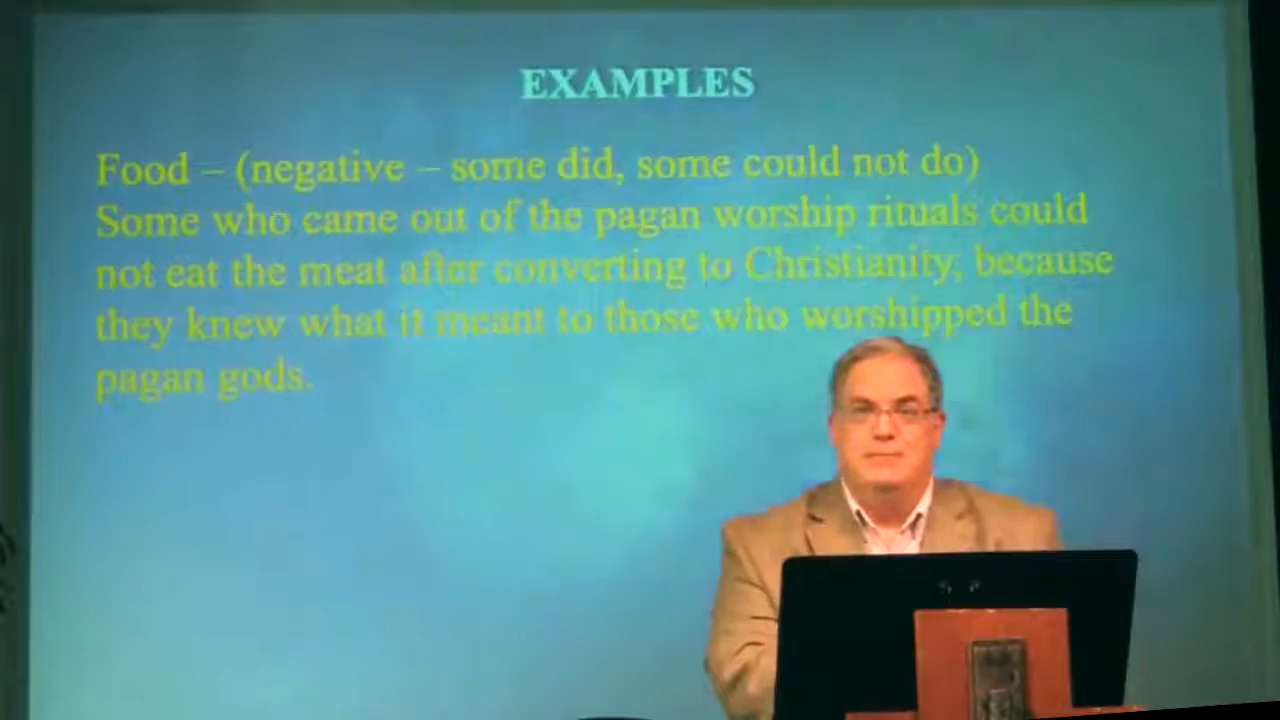 EXAMPLES
Food – (negative – some did, some could not do)
Some who came out of the pagan worship rituals could
not eat the meat after converting to Christianity, because
they knew what it meant to those who worshipped the
pagan gods.